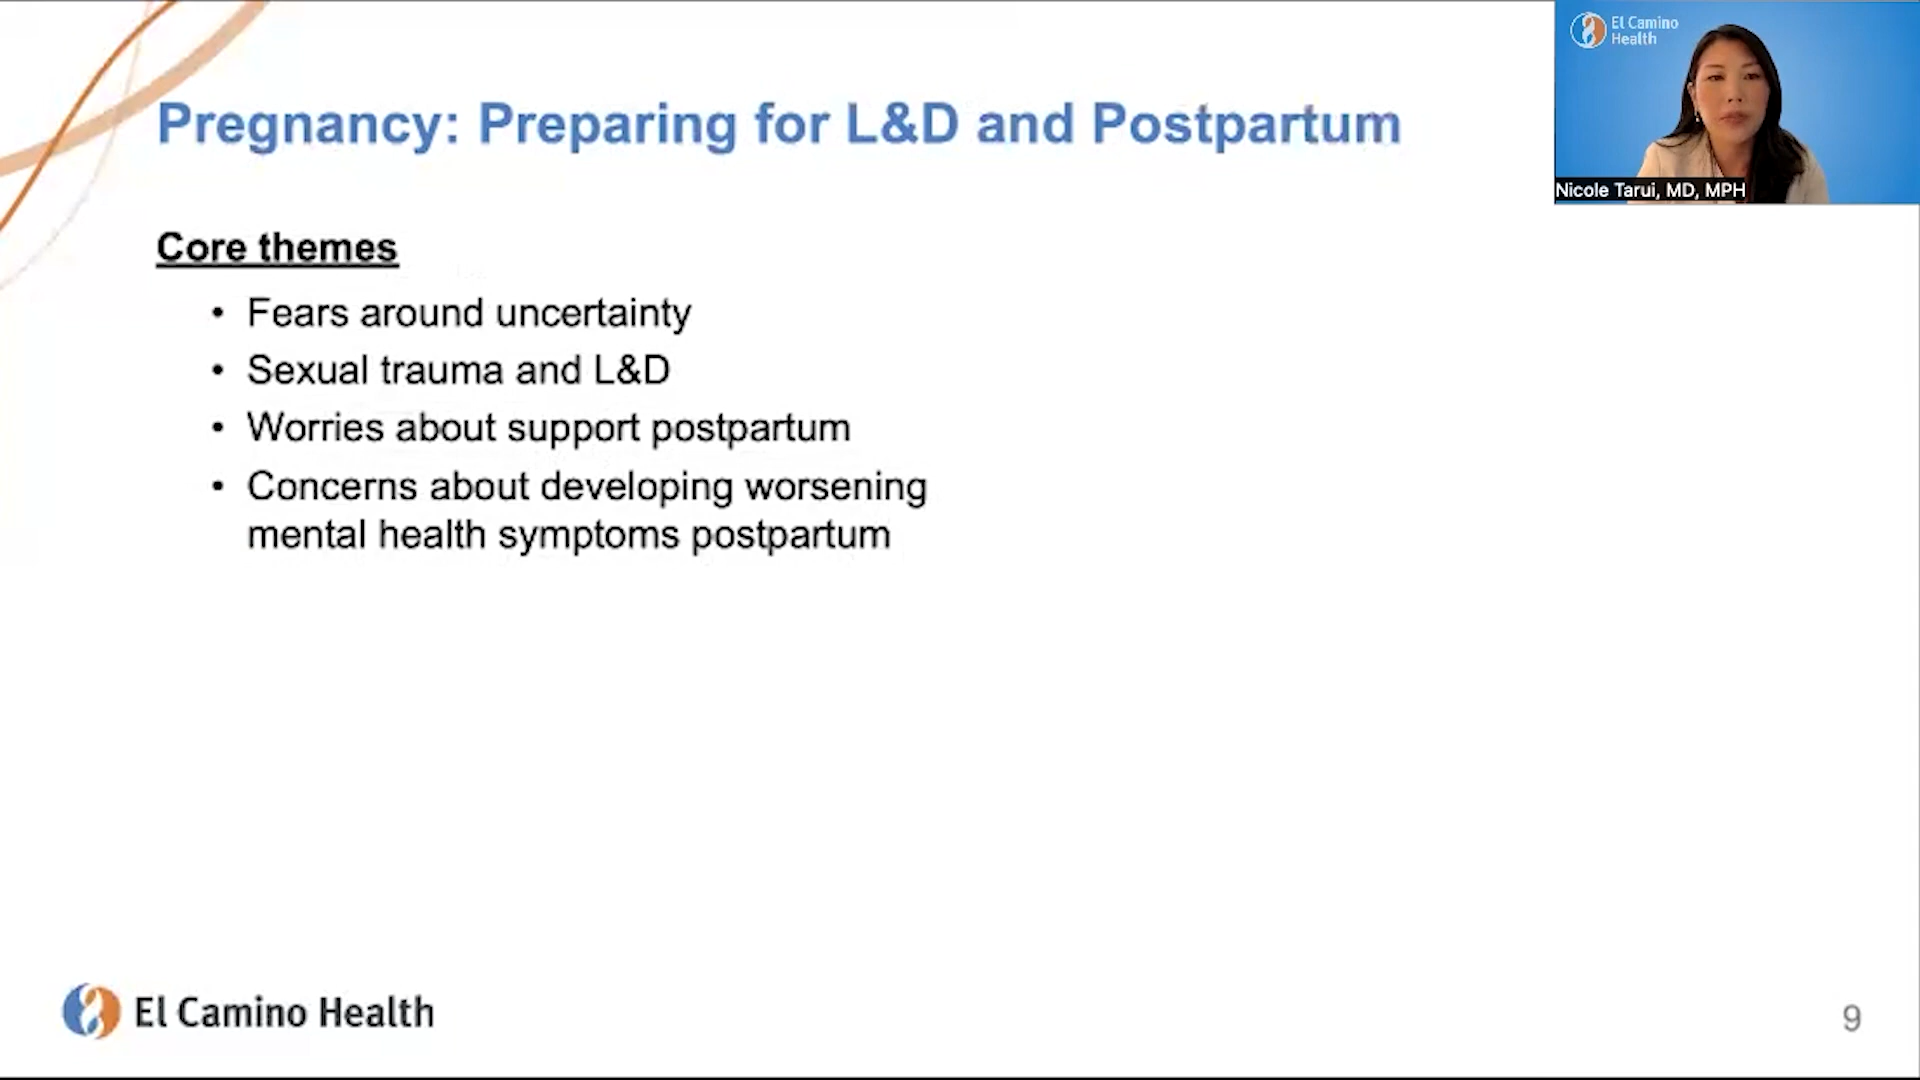 El Camino
Health
Pregnancy: Preparing for L&D and Postpartum
Nicole Tarui, MD, MPH
Core themes
• Fears around uncertainty
• Sexual trauma and L&D
• Worries about support postpartum
• Concerns about developing worsening
mental health symptoms postpartum
El Camino Health
9